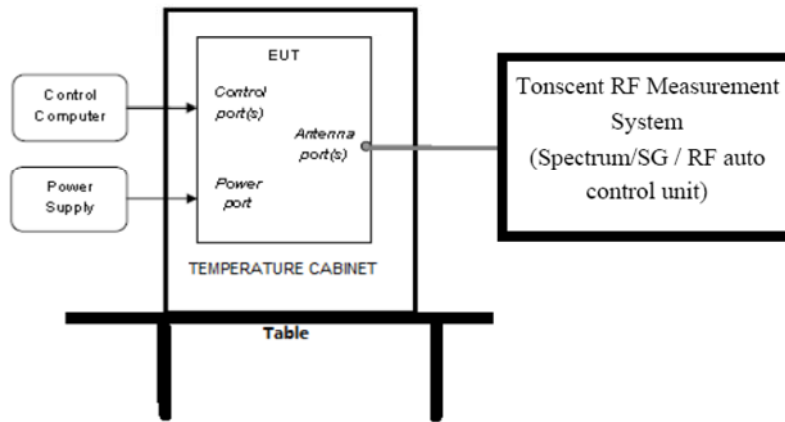 Control
Computer
Power
Supply
EUT
Control
port(s)
Antenna
port(s)
Power
port
TEMPERATURE CABINET
Table
Tonscent RF Measurement
System
(Spectrum/SG / RF auto
control unit)